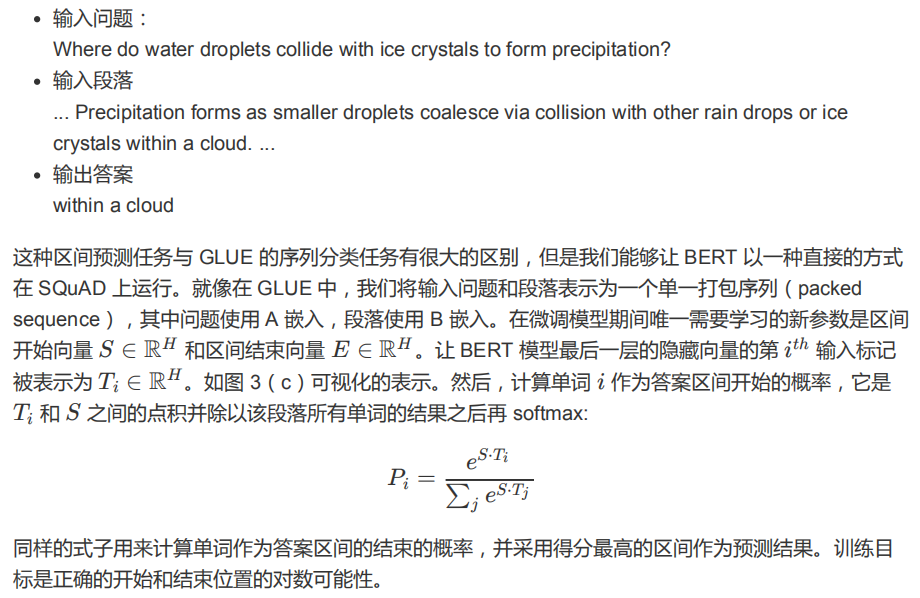 • 输入问题：
Where do water droplets collide with ice crystals to form precipitation?
• 输入段落
... Precipitation forms as smaller droplets coalesce via collision with other rain drops or ice
crystals within a cloud. ...
• 输出答案
within a cloud
这种区间预测任务与 GLUE 的序列分类任务有很大的区别，但是我们能够让 BERT 以一种直接的方式
在 SQuAD 上运行。就像在 GLUE 中，我们将输入问题和段落表示为一个单一打包序列（packed
sequence），其中问题使用 A 嵌入，段落使用 B 嵌入。在微调模型期间唯一需要学习的新参数是区间
开始向量 $S \in \mathbb{R}^H$ 和区间结束向量 $E \in \mathbb{R}^H$。让 BERT 模型最后一层的隐藏向量的第 $i^{th}$ 输入标记
被表示为 $T_i \in \mathbb{R}^H$。如图 3（c）可视化的表示。然后，计算单词 $i$ 作为答案区间开始的概率，它是
$T_i$ 和 $S$ 之间的点积并除以该段落所有单词的结果之后再 softmax:
$P_i = \frac{e^{S \cdot T_i}}{\sum_j e^{S \cdot T_j}}$
同样的式子用来计算单词作为答案区间的结束的概率，并采用得分最高的区间作为预测结果。训练目
标是正确的开始和结束位置的对数可能性。